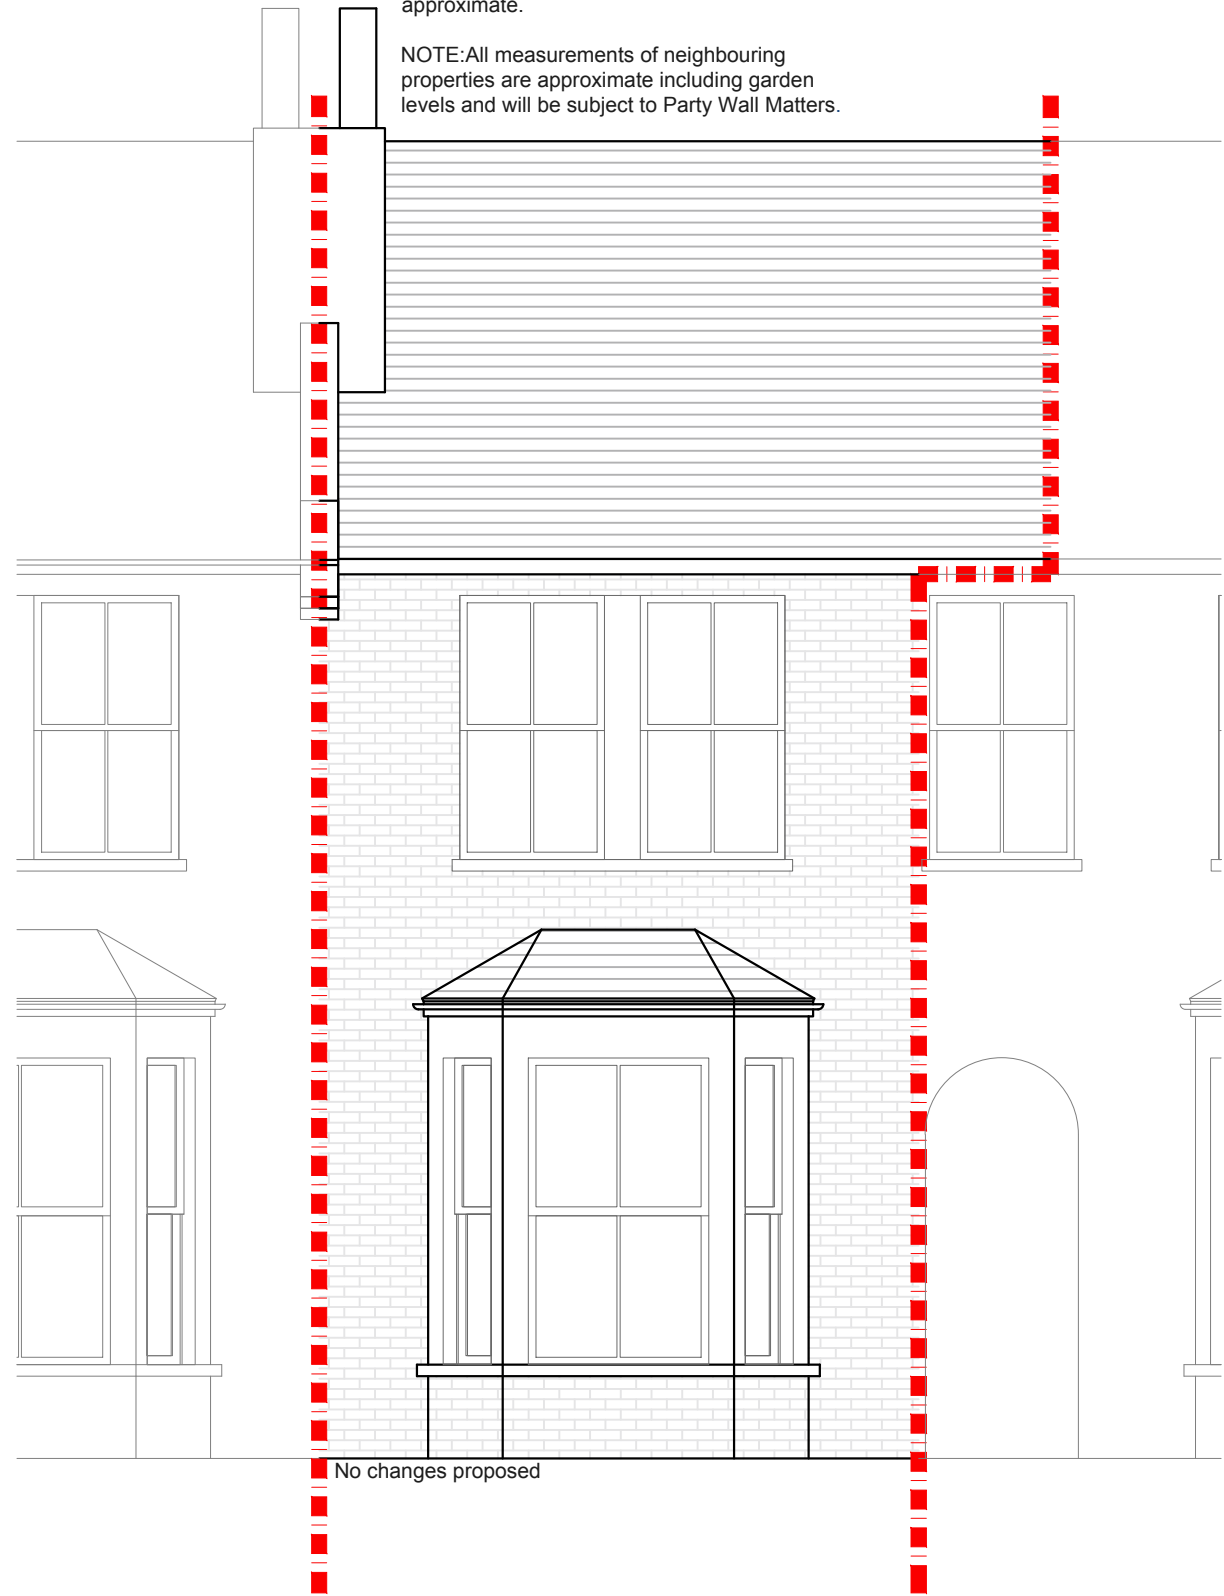 approximate.
NOTE:All measurements of neighbouring
properties are approximate including garden
levels and will be subject to Party Wall Matters.
No changes proposed